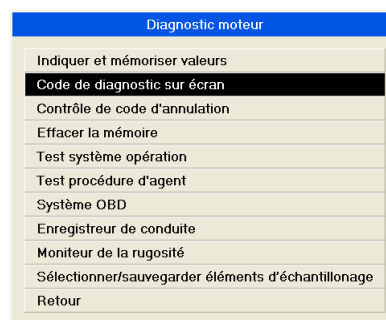 Diagnostic moteur
Indiquer et mémoriser valeurs
Code de diagnostic sur écran
Contrôle de code d'annulation
Effacer la mémoire
Test système opération
Test procédure d'agent
Système OBD
Enregistreur de conduite
Moniteur de la rugosité
Sélectionner/sauvegarder éléments d'échantillonage
Retour